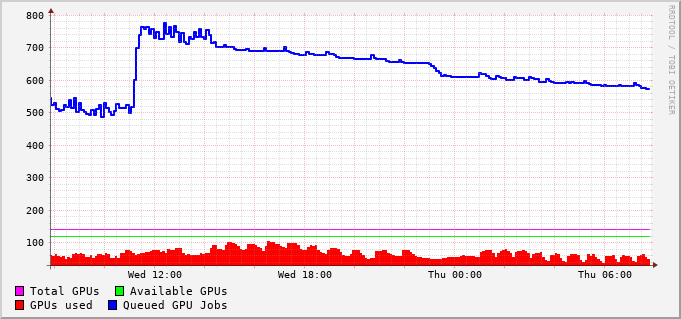 800
700
600
500
400
300
200
100
Wed 12:00 Wed 18:00 Thu 00:00 Thu 06:00
Total GPUs Available GPUs
GPUs used Queued GPU Jobs
RRDTOOL / TOBI OETIKER